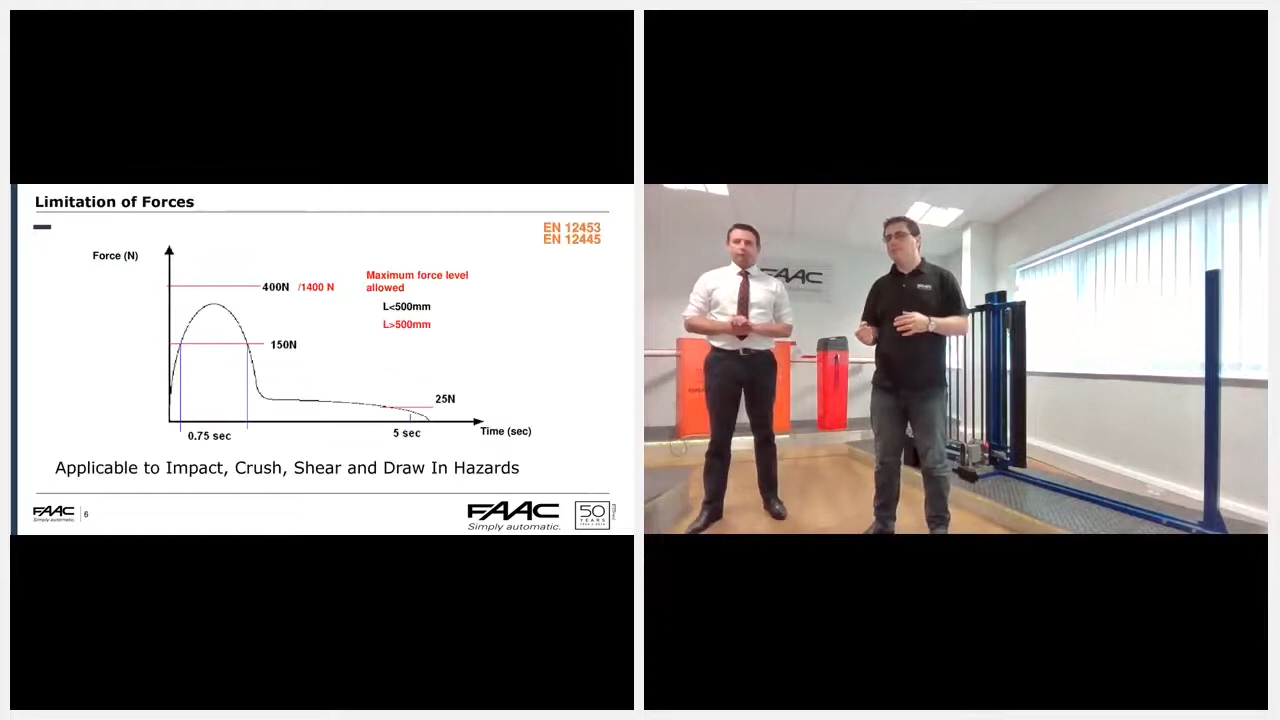 Limitation of Forces
EN 12453
EN 12445
Force (N)
400N /1400 N
Maximum force level
allowed
L<500mm
L>500mm
150N
25N
0.75 sec
5 sec
Time (sec)
Applicable to Impact, Crush, Shear and Draw In Hazards
FAAC
Simply automatic.
6
FAAC
Simply automatic.
50
YEARS
FAAC